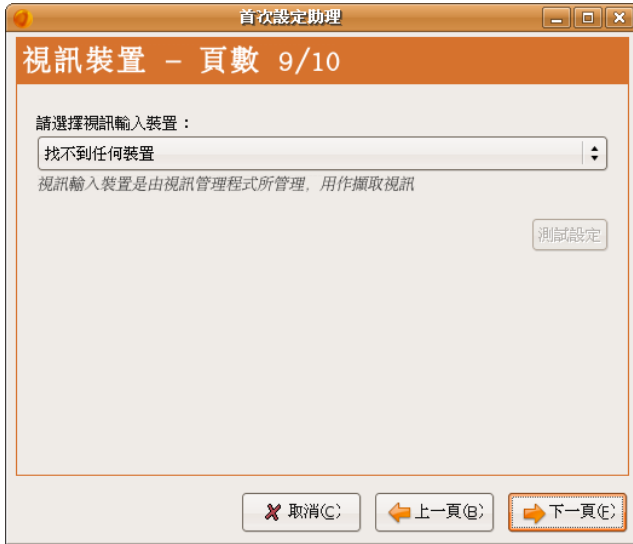 首次設定助理
視訊裝置 – 頁數 9/10
請選擇視訊輸入裝置：
找不到任何裝置
視訊輸入裝置是由視訊管理程式所管理，用作擷取視訊
測試設定
取消(C) 上一頁(B) 下一頁(F)